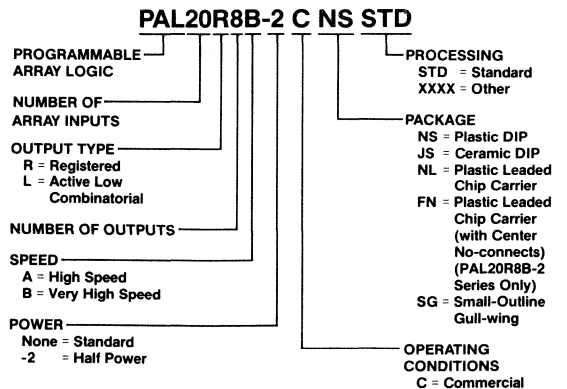 PAL20R8B-2 C NS STD
PROGRAMMABLE
ARRAY LOGIC
NUMBER OF
ARRAY INPUTS
OUTPUT TYPE
R = Registered
L = Active Low
Combinatorial
NUMBER OF OUTPUTS
SPEED
A = High Speed
B = Very High Speed
POWER
None = Standard
-2 = Half Power
PROCESSING
STD = Standard
XXXX = Other
PACKAGE
NS = Plastic DIP
JS = Ceramic DIP
NL = Plastic Leaded
Chip Carrier
FN = Plastic Leaded
Chip Carrier
(with Center
No-connects)
(PAL20R8B-2
Series Only)
SG = Small-Outline
Gull-wing
OPERATING
CONDITIONS
C = Commercial